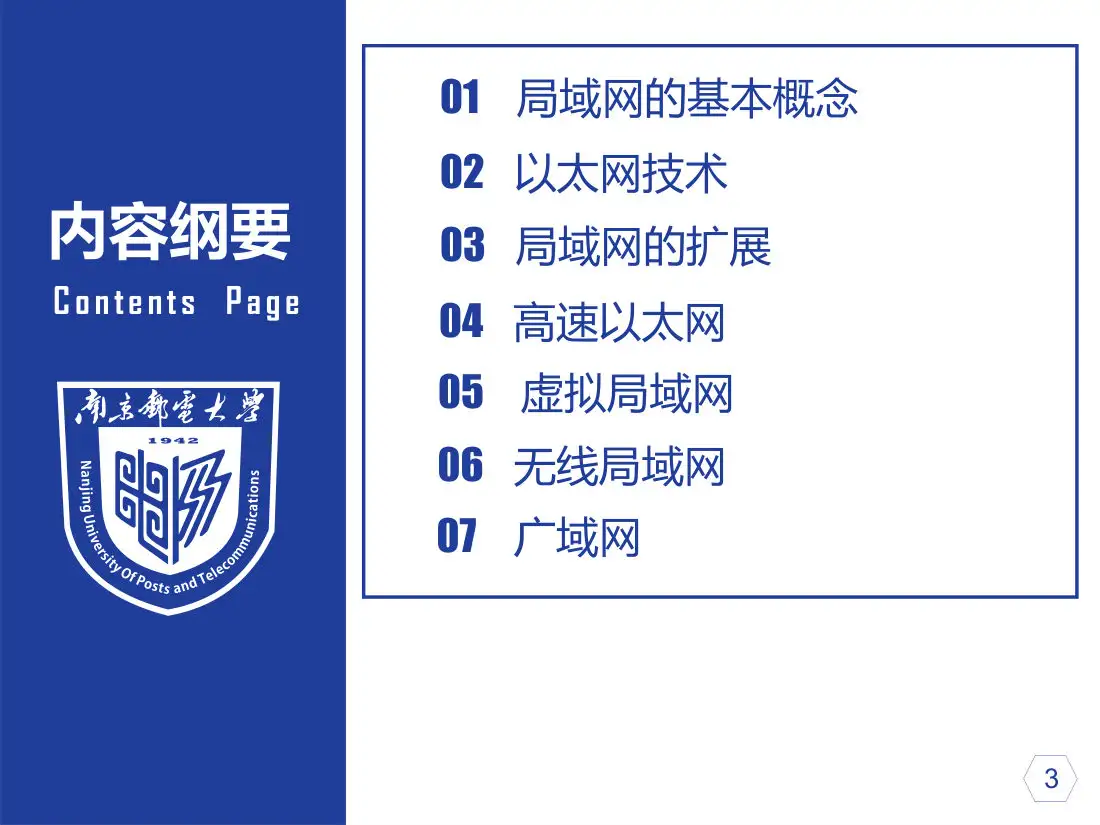 内容纲要
Contents Page
南京郵電大學
1942
Nanjing University Of Posts and Telecommunications
01 局域网的基本概念
02 以太网技术
03 局域网的扩展
04 高速以太网
05 虚拟局域网
06 无线局域网
07 广域网
3